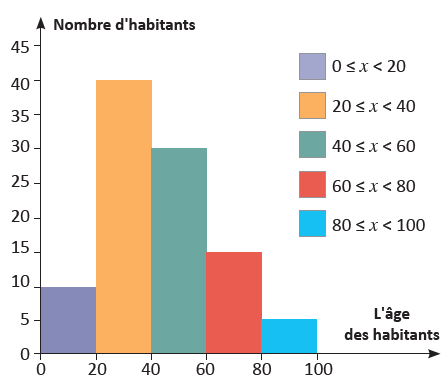 Nombre d'habitants
45
40
35
30
25
20
15
10
5
0
0 20 40 60 80 100
0 ≤ x < 20
20 ≤ x < 40
40 ≤ x < 60
60 ≤ x < 80
80 ≤ x < 100
L'âge
des habitants